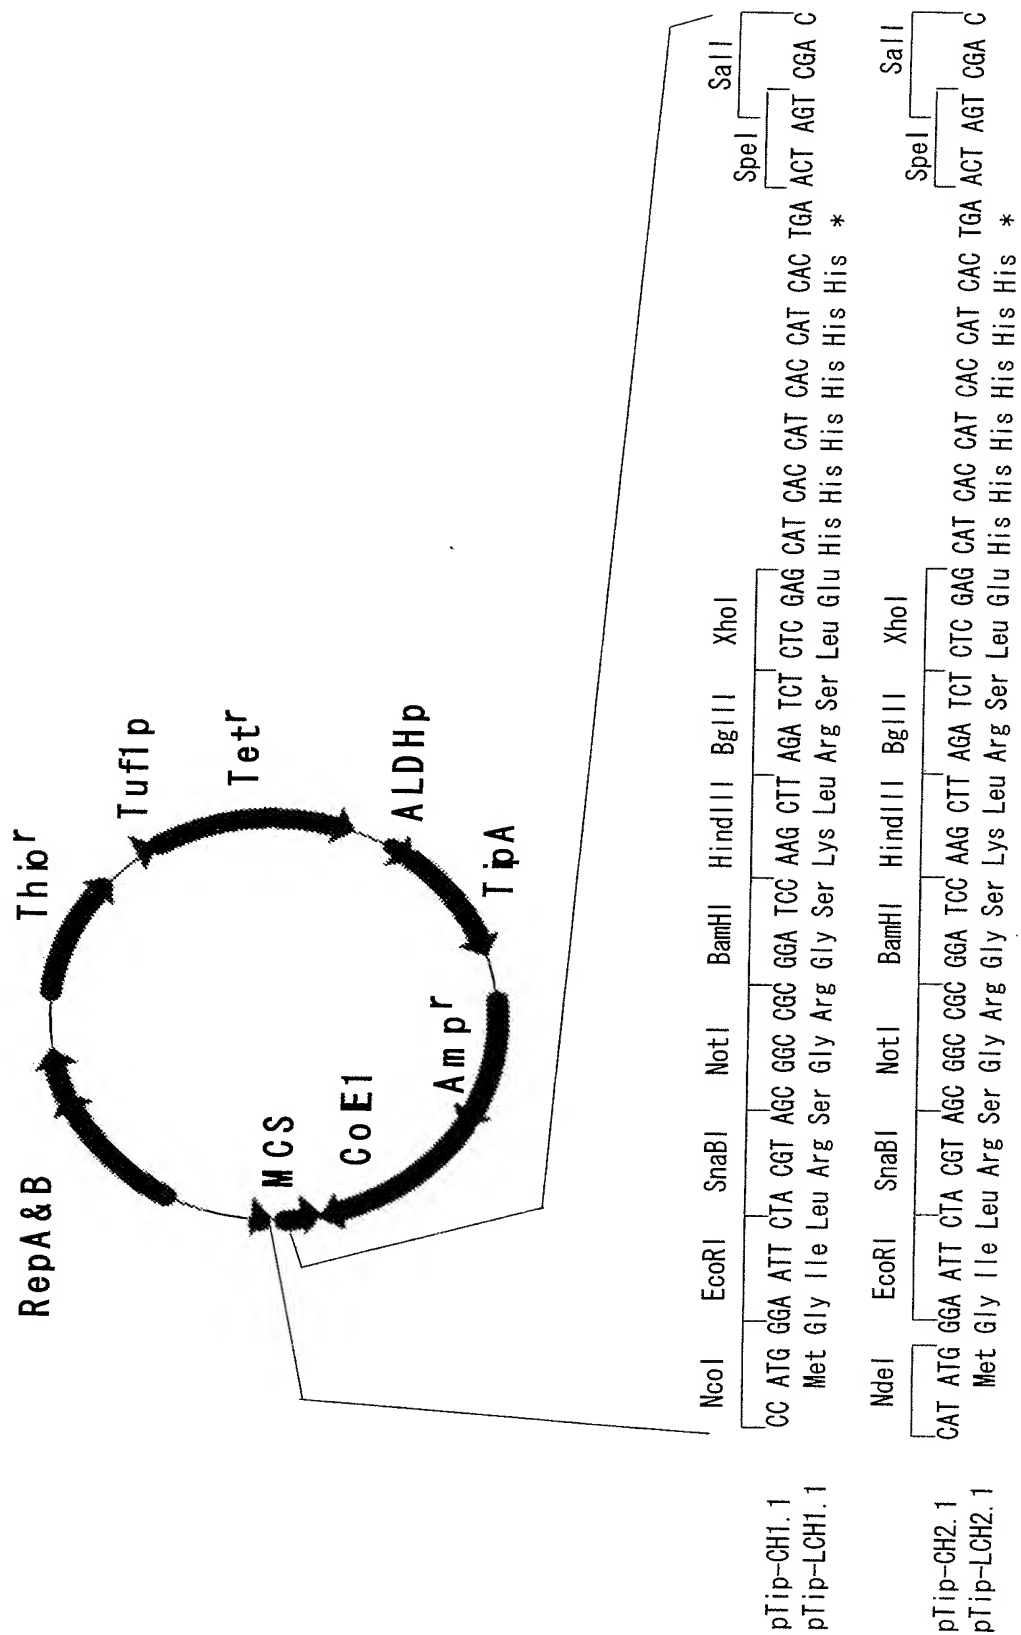 RepA&B
Thio^r
Tuf1p
Tet^r
ALDHp
TipA
Amp^r
CoE1
MCS
NcoI EcoRI SnaBI NotI BamHI HindIII BglII XhoI SpeI SalI
pTip-CH1.1 CC ATG GGA ATT CTA CGT AGC GGC CGC GGA TCC AAG CTT AGA TCT CTC GAG CAT CAC CAT CAC CAT CAC TGA ACT AGT CGA C
pTip-LCH1.1 Met Gly Ile Leu Arg Ser Gly Arg Gly Ser Lys Leu Arg Ser Leu Glu His His His His His His *
NdeI EcoRI SnaBI NotI BamHI HindIII BglII XhoI SpeI SalI
pTip-CH2.1 CAT ATG GGA ATT CTA CGT AGC GGC CGC GGA TCC AAG CTT AGA TCT CTC GAG CAT CAC CAT CAC CAT CAC TGA ACT AGT CGA C
pTip-LCH2.1 Met Gly Ile Leu Arg Ser Gly Arg Gly Ser Lys Leu Arg Ser Leu Glu His His His His His His *